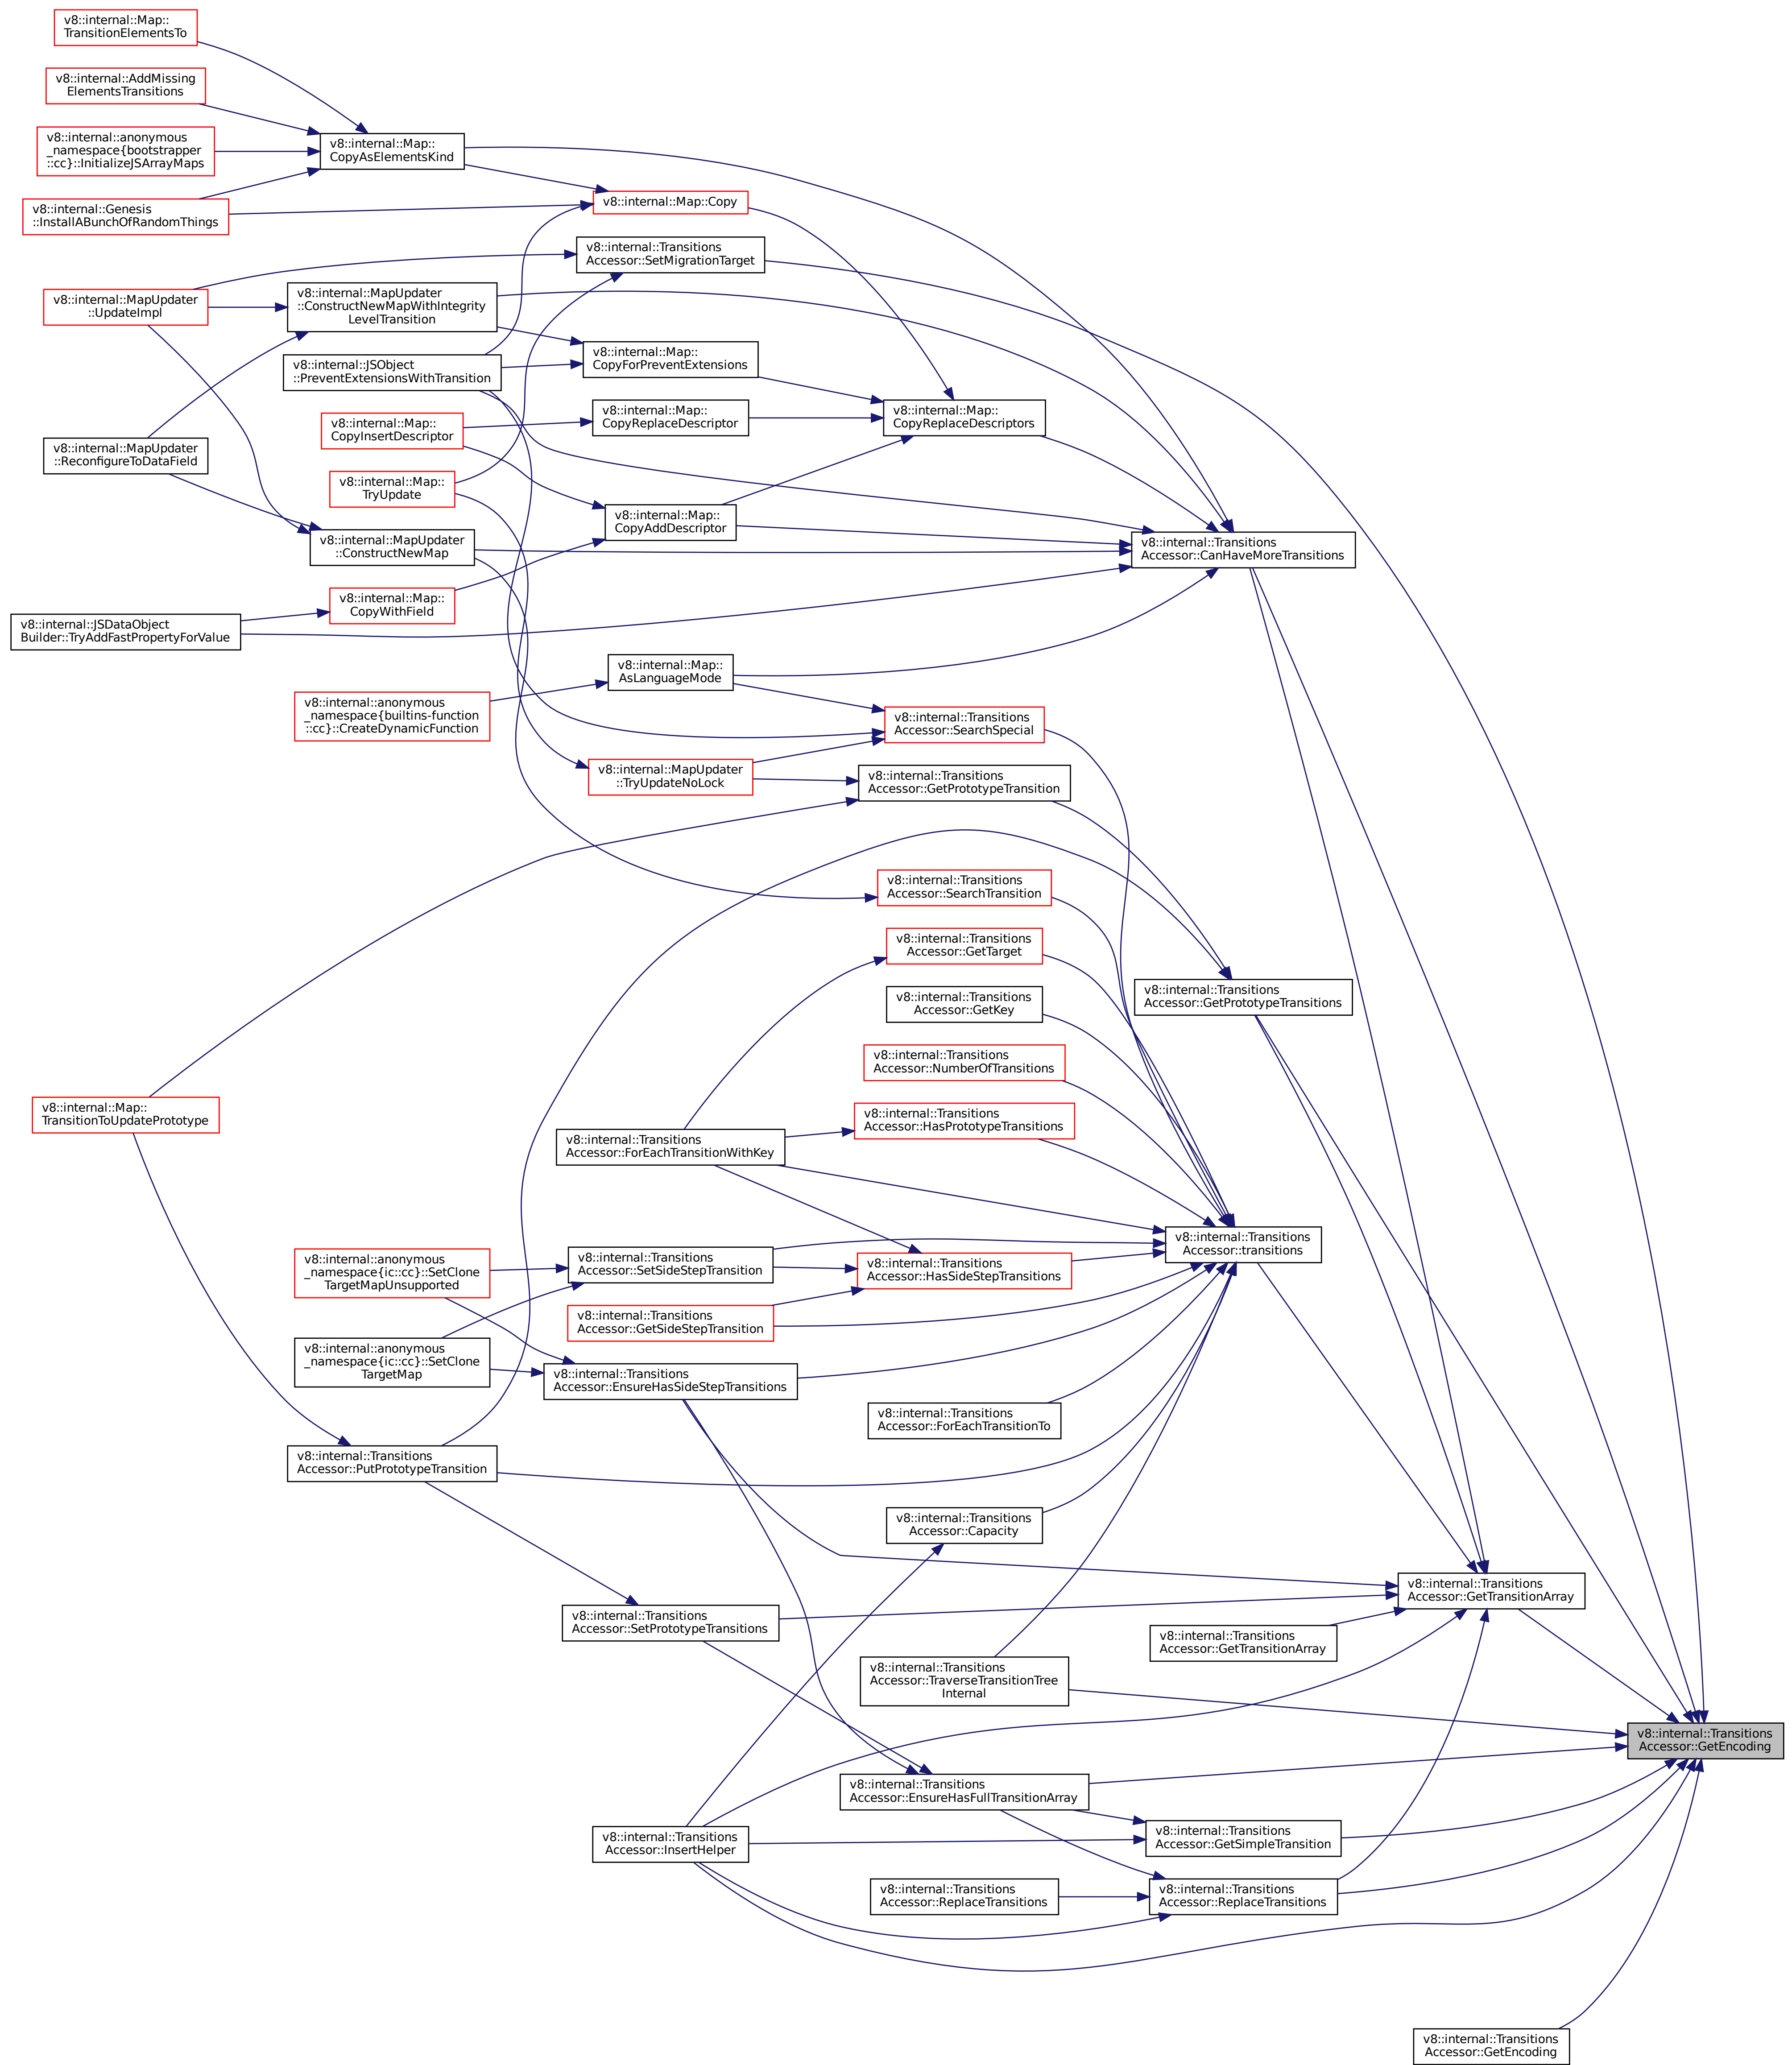 v8::internal::Map::
TransitionElementsTo
v8::internal::AddMissing
ElementsTransitions
v8::internal::anonymous
_namespace{bootstrapper
::cc}::InitializeJSArrayMaps
v8::internal::Map::
CopyAsElementsKind
v8::internal::Genesis
::InstallABunchOfRandomThings
v8::internal::Map::Copy
v8::internal::Transitions
Accessor::SetMigrationTarget
v8::internal::MapUpdater
::UpdateImpl
v8::internal::MapUpdater
::ConstructNewMapWithIntegrity
LevelTransition
v8::internal::JSObject
::PreventExtensionsWithTransition
v8::internal::Map::
CopyForPreventExtensions
v8::internal::Map::
CopyInsertDescriptor
v8::internal::Map::
CopyReplaceDescriptor
v8::internal::Map::
CopyReplaceDescriptors
v8::internal::MapUpdater
::ReconfigureToDataField
v8::internal::Map::
TryUpdate
v8::internal::Map::
CopyAddDescriptor
v8::internal::MapUpdater
::ConstructNewMap
v8::internal::Transitions
Accessor::CanHaveMoreTransitions
v8::internal::Map::
CopyWithField
v8::internal::JSDataObject
Builder::TryAddFastPropertyForValue
v8::internal::Map::
AsLanguageMode
v8::internal::anonymous
_namespace{builtins-function
::cc}::CreateDynamicFunction
v8::internal::Transitions
Accessor::SearchSpecial
v8::internal::MapUpdater
::TryUpdateNoLock
v8::internal::Transitions
Accessor::GetPrototypeTransition
v8::internal::Transitions
Accessor::SearchTransition
v8::internal::Transitions
Accessor::GetTarget
v8::internal::Transitions
Accessor::GetKey
v8::internal::Transitions
Accessor::GetPrototypeTransitions
v8::internal::Transitions
Accessor::NumberOfTransitions
v8::internal::Map::
TransitionToUpdatePrototype
v8::internal::Transitions
Accessor::HasPrototypeTransitions
v8::internal::Transitions
Accessor::ForEachTransitionWithKey
v8::internal::Transitions
Accessor::transitions
v8::internal::anonymous
_namespace{ic::cc}::SetClone
TargetMapUnsupported
v8::internal::Transitions
Accessor::SetSideStepTransition
v8::internal::Transitions
Accessor::HasSideStepTransitions
v8::internal::Transitions
Accessor::GetSideStepTransition
v8::internal::anonymous
_namespace{ic::cc}::SetClone
TargetMap
v8::internal::Transitions
Accessor::EnsureHasSideStepTransitions
v8::internal::Transitions
Accessor::ForEachTransitionTo
v8::internal::Transitions
Accessor::PutPrototypeTransition
v8::internal::Transitions
Accessor::Capacity
v8::internal::Transitions
Accessor::GetTransitionArray
v8::internal::Transitions
Accessor::SetPrototypeTransitions
v8::internal::Transitions
Accessor::GetTransitionArray
v8::internal::Transitions
Accessor::TraverseTransitionTree
Internal
v8::internal::Transitions
Accessor::GetEncoding
v8::internal::Transitions
Accessor::EnsureHasFullTransitionArray
v8::internal::Transitions
Accessor::InsertHelper
v8::internal::Transitions
Accessor::GetSimpleTransition
v8::internal::Transitions
Accessor::ReplaceTransitions
v8::internal::Transitions
Accessor::ReplaceTransitions
v8::internal::Transitions
Accessor::GetEncoding